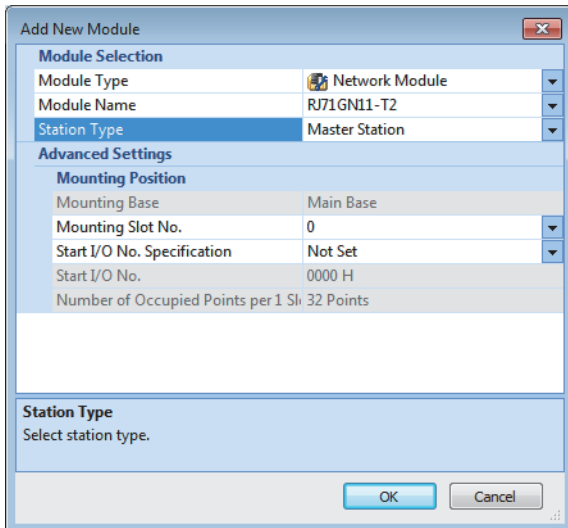 Add New Module
Module Selection
Module Type Network Module
Module Name RJ71GN11-T2
Station Type Master Station
Advanced Settings
Mounting Position
Mounting Base Main Base
Mounting Slot No. 0
Start I/O No. Specification Not Set
Start I/O No. 0000 H
Number of Occupied Points per 1 Sl 32 Points
Station Type
Select station type.
OK Cancel